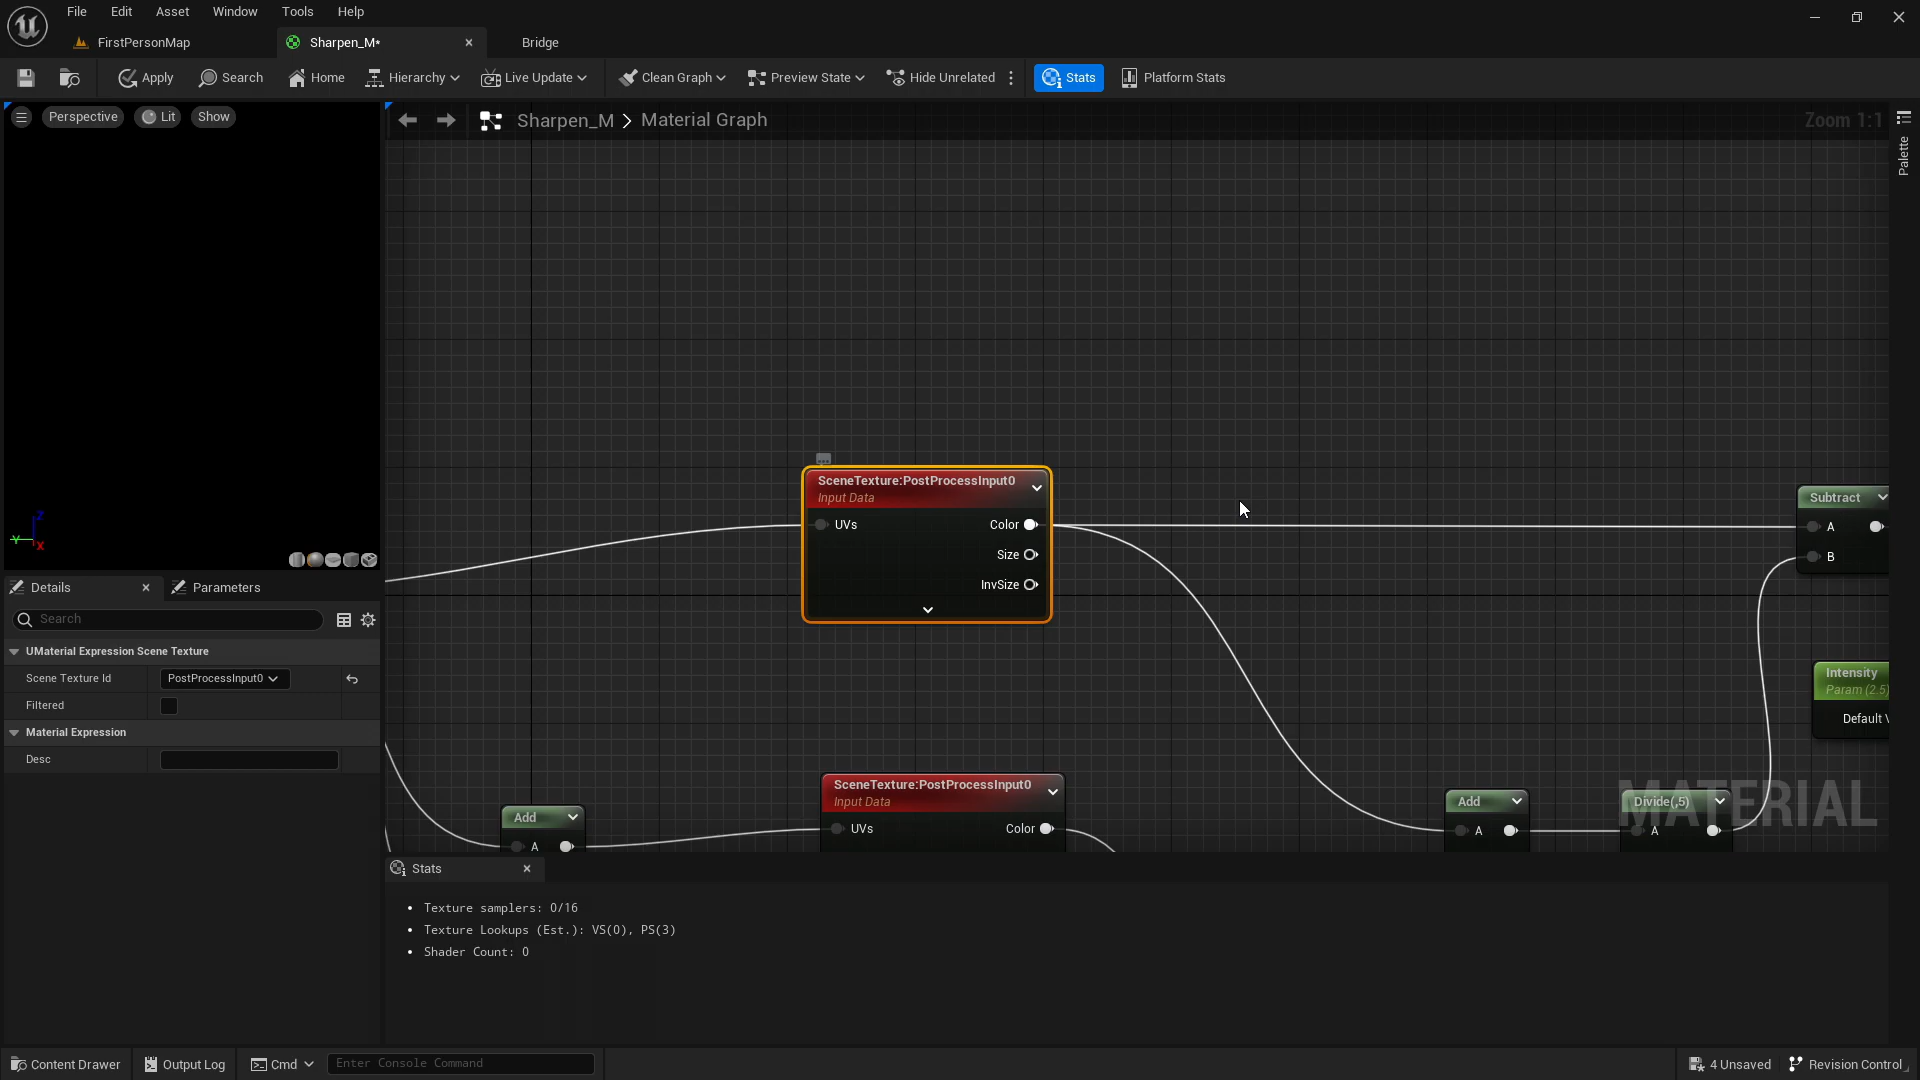 File Edit Asset Window Tools Help
FirstPersonMap Sharpen_M* Bridge
Apply Search Home Hierarchy Live Update Clean Graph Preview State Hide Unrelated Stats Platform Stats
Perspective Lit Show
Sharpen_M > Material Graph
Zoom 1:1
Palette
SceneTexture:PostProcessInput0
Input Data
UVs Color
Size
InvSize
Subtract
A
B
Z
Y
X
Details Parameters
Search
UMaterial Expression Scene Texture
Scene Texture Id PostProcessInput0
Filtered
Material Expression
Desc
Intensity
Param (2.5)
Default V
SceneTexture:PostProcessInput0
Input Data
UVs Color
Add
A
Add
A
Divide(,5)
A
MATERIAL
Stats
• Texture samplers: 0/16
• Texture Lookups (Est.): VS(0), PS(3)
• Shader Count: 0
Content Drawer Output Log Cmd Enter Console Command 4 Unsaved Revision Control